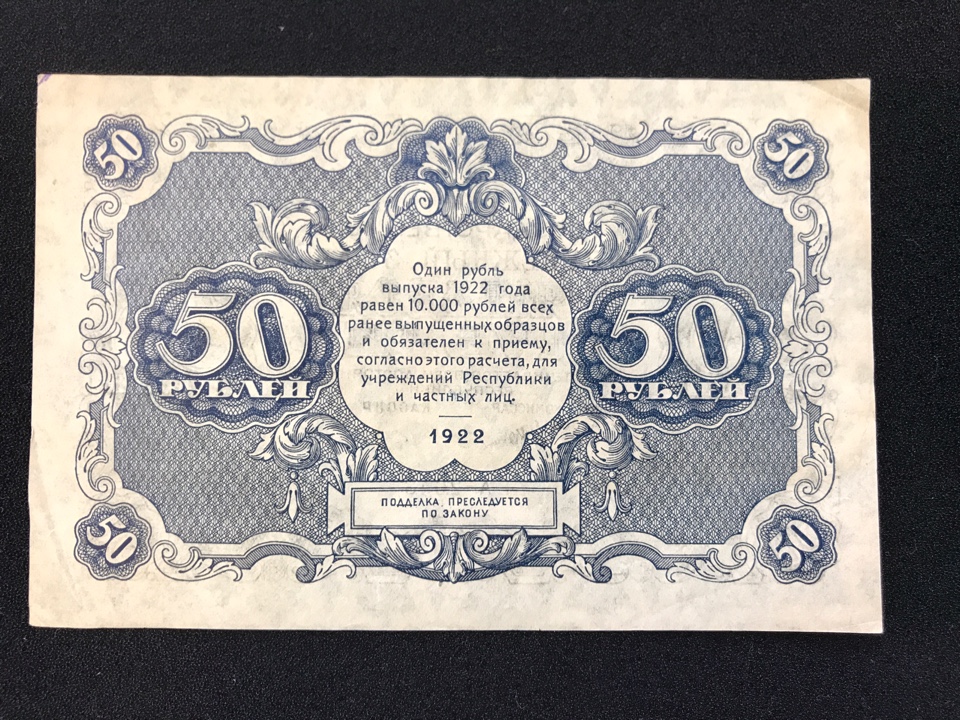 50
50
Один рубль
выпуска 1922 года
равен 10.000 рублей всех
ранее выпущенных образцов
и обязателен к приему,
согласно этого расчета, для
учреждений Республики
и частных лиц.
1922
50
РУБЛЕЙ
50
РУБЛЕЙ
ПОДДЕЛКА ПРЕСЛЕДУЕТСЯ
ПО ЗАКОНУ
50
50